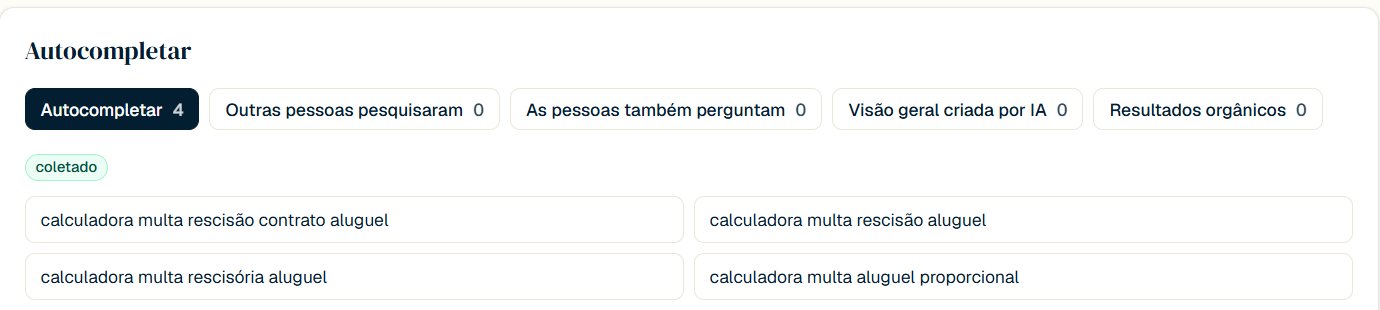 Autocompletar
Autocompletar 4 Outras pessoas pesquisaram 0 As pessoas também perguntam 0 Visão geral criada por IA 0 Resultados orgânicos 0
coletado
calculadora multa rescisão contrato aluguel calculadora multa rescisão aluguel
calculadora multa rescisória aluguel calculadora multa aluguel proporcional